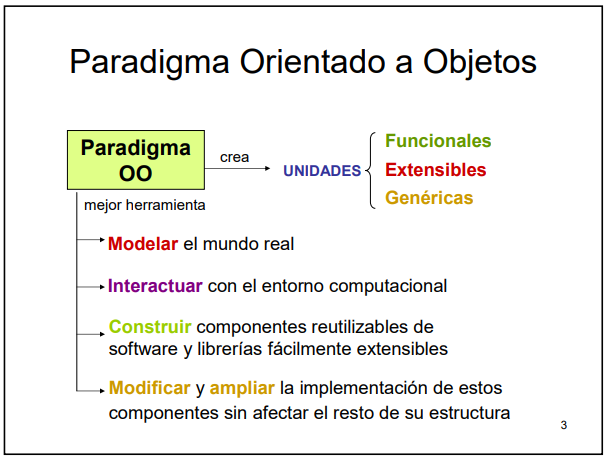 Paradigma Orientado a Objetos
Paradigma
OO
crea
UNIDADES
Funcionales
Extensibles
Genéricas
mejor herramienta
Modelar el mundo real
Interactuar con el entorno computacional
Construir componentes reutilizables de
software y librerías fácilmente extensibles
Modificar y ampliar la implementación de estos
componentes sin afectar el resto de su estructura
3